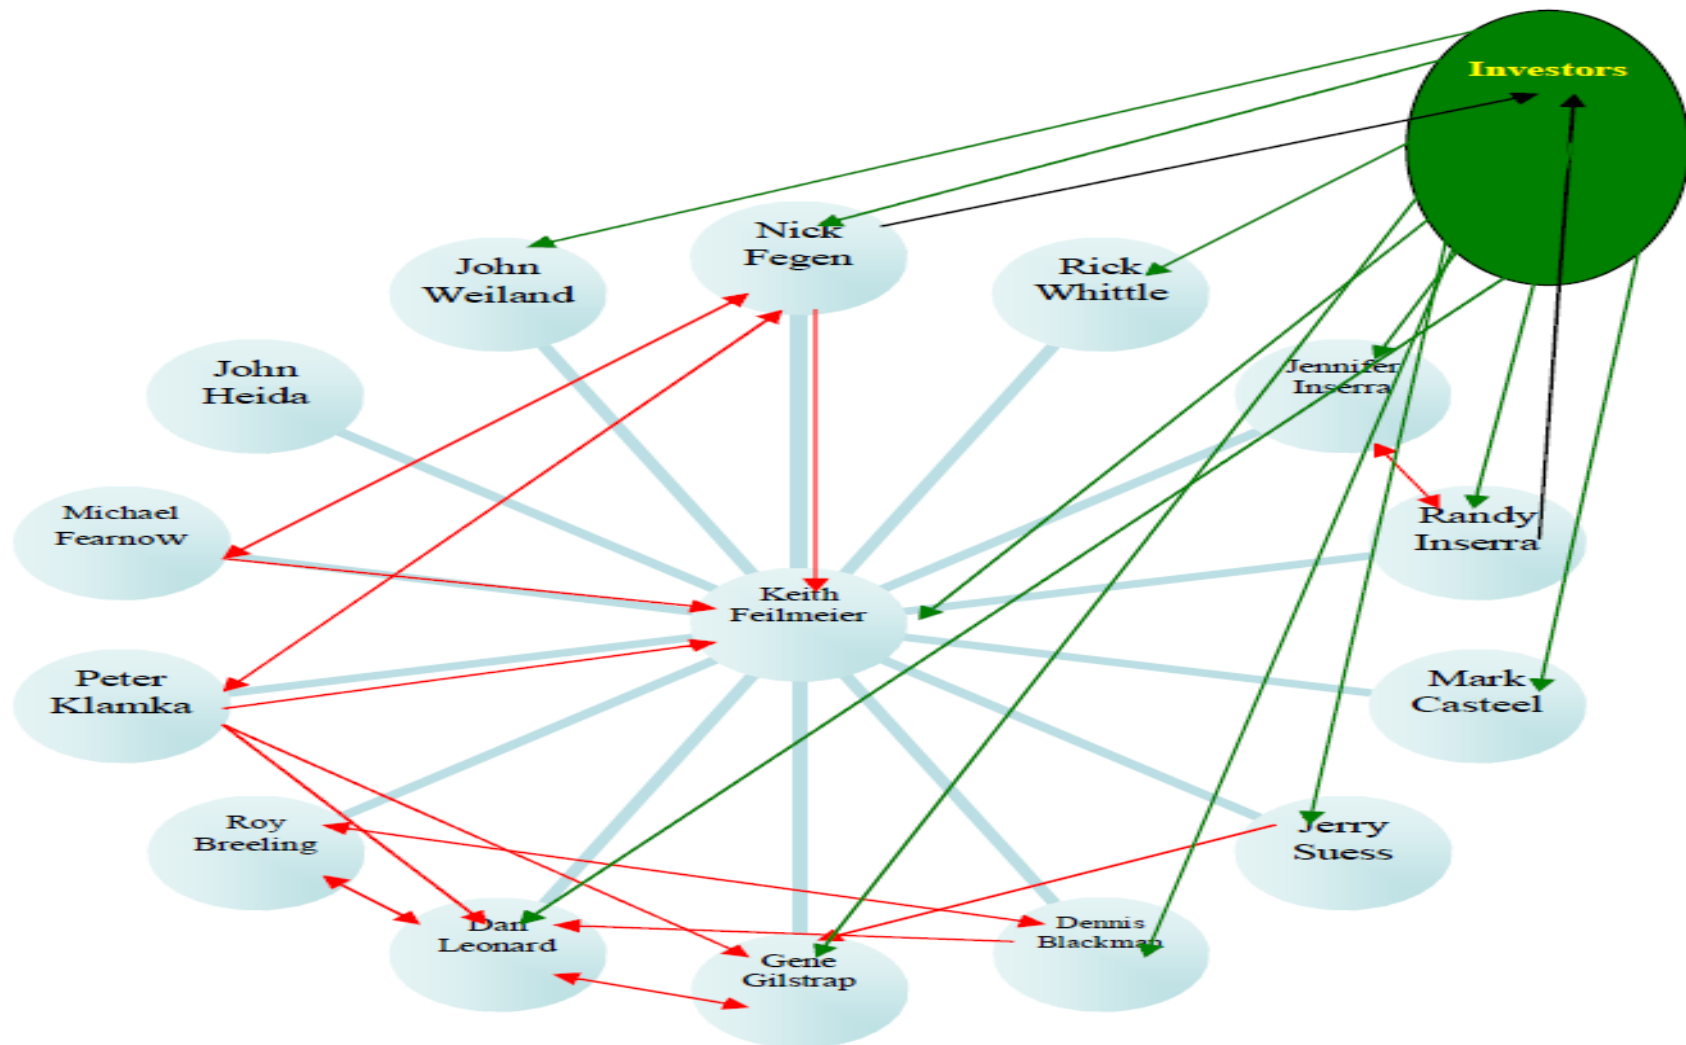 Investors
Nick
Fegen
John
Weiland
Rick
Whittle
John
Heida
Jennifer
Inserra
Michael
Fearnow
Randy
Inserra
Keith
Feilmeier
Peter
Klamka
Mark
Casteel
Roy
Breeling
Jerry
Suess
Dan
Leonard
Dennis
Blackman
Gene
Gilstrap